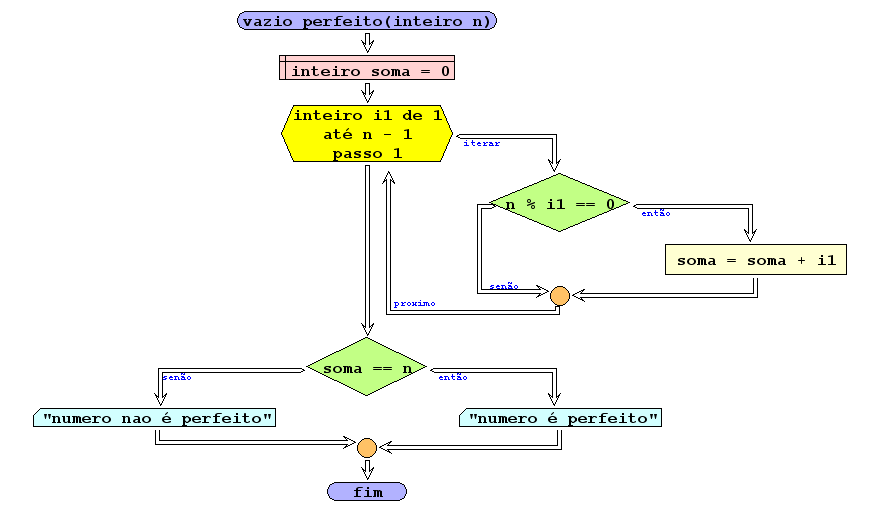 vazio perfeito(inteiro n)
inteiro soma = 0
inteiro i1 de 1
até n - 1
passo 1
iterar
n % i1 == 0
então
soma = soma + i1
senão
proximo
soma == n
senão
então
"numero nao é perfeito"
"numero é perfeito"
fim